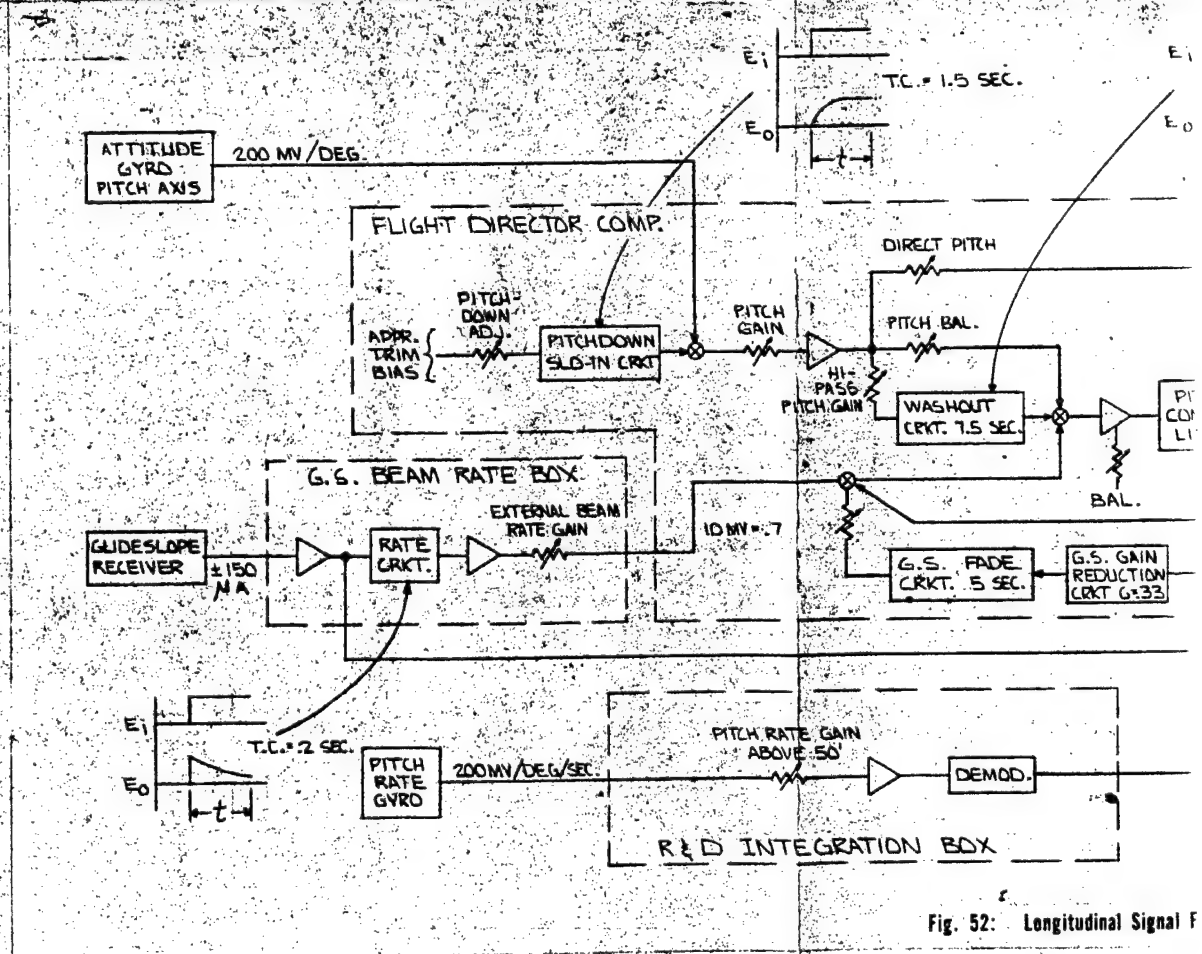 Ei
T.C. = 1.5 SEC.
Eo
t
Ei
Eo
ATTITUDE
GYRO
PITCH AXIS
200 MV/DEG.
FLIGHT DIRECTOR COMP.
APPR.
TRIM
BIAS
PITCH-
DOWN
ADJ.
PITCHDOWN
SLD-IN CRKT
PITCH
GAIN
DIRECT PITCH
PITCH BAL.
HI-
PASS
PITCH GAIN
WASHOUT
CRKT. 7.5 SEC.
BAL.
G.S. BEAM RATE BOX
GLIDESLOPE
RECEIVER
±150
μA
RATE
CRKT.
EXTERNAL BEAM
RATE GAIN
10 MV = .7
G.S. FADE
CRKT. 5 SEC.
G.S. GAIN
REDUCTION
CRKT G=.33
Ei
T.C. = .2 SEC.
Eo
t
PITCH
RATE
GYRO
200MV/DEG/SEC.
PITCH RATE GAIN
ABOVE 50'
DEMOD.
R & D INTEGRATION BOX
Fig. 52: Longitudinal Signal F